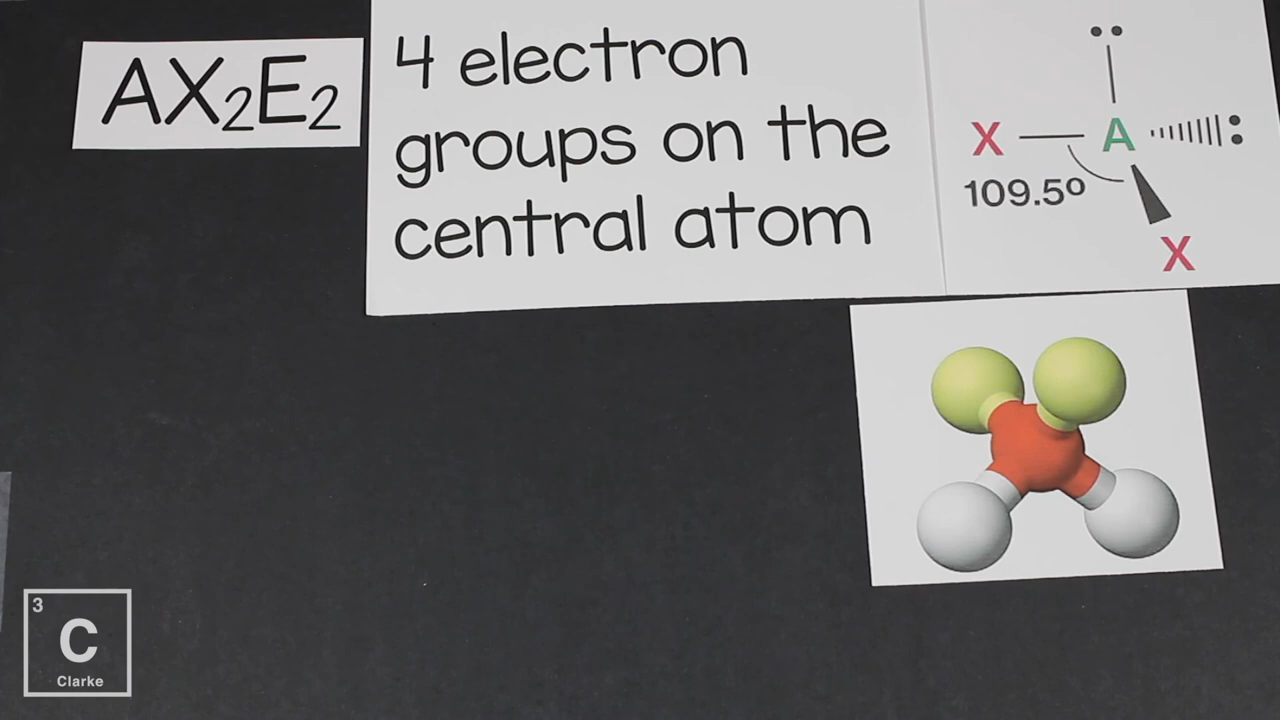 AX₂E₂
4 electron
groups on the
central atom
••
X A :
109.5º
X
3
C
Clarke